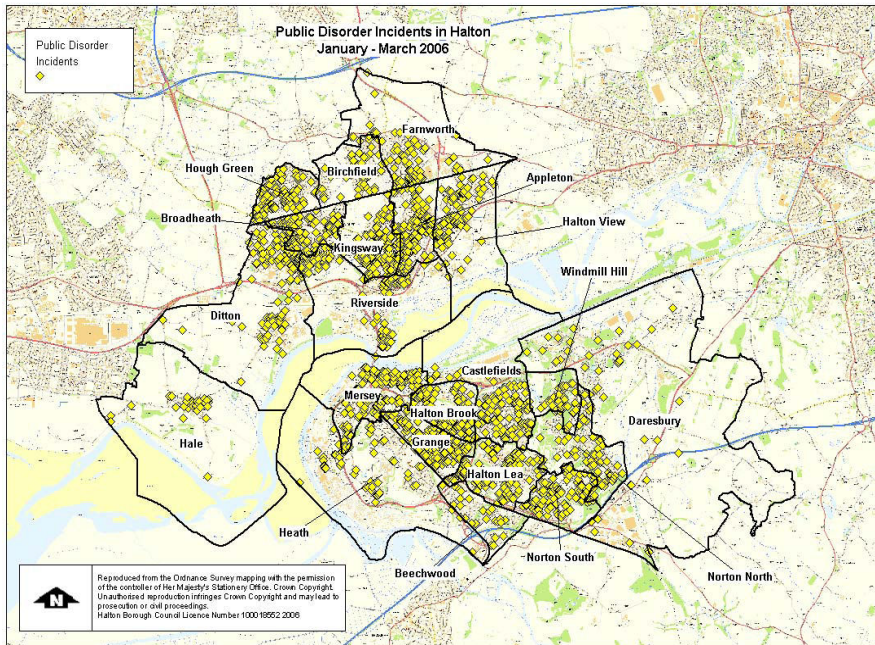 Public Disorder Incidents in Halton
January - March 2006
Public Disorder
Incidents
Farnworth
Hough Green
Birchfield
Appleton
Broadheath
Halton View
Kingsway
Windmill Hill
Riverside
Ditton
Castlefields
Mersey
Halton Brook
Daresbury
Hale
Grange
Halton Lea
Heath
Norton South
Beechwood
Norton North
N
Reproduced from the Ordnance Survey mapping with the permission
of the controller of Her Majesty's Stationery Office. Crown Copyright.
Unauthorised reproduction infringes Crown Copyright and may lead to
prosecution or civil proceedings.
Halton Borough Council Licence Number 100018552 2006